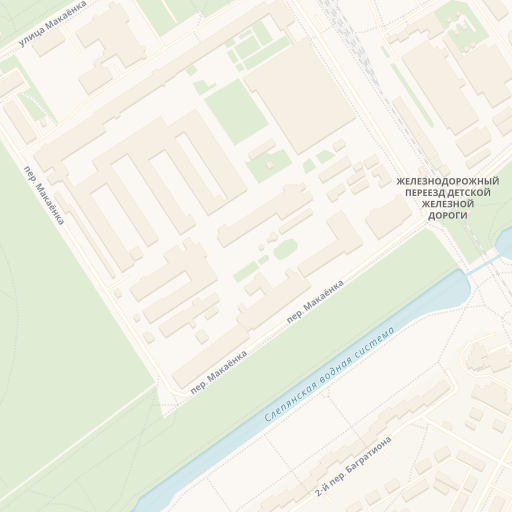 улица Макаёнка
пер. Макаёнка
ЖЕЛЕЗНОДОРОЖНЫЙ
ПЕРЕЕЗД ДЕТСКОЙ
ЖЕЛЕЗНОЙ
ДОРОГИ
пер. Макаёнка
Слепянская водная система
пер. Макаёнка
2-й пер. Багратиона